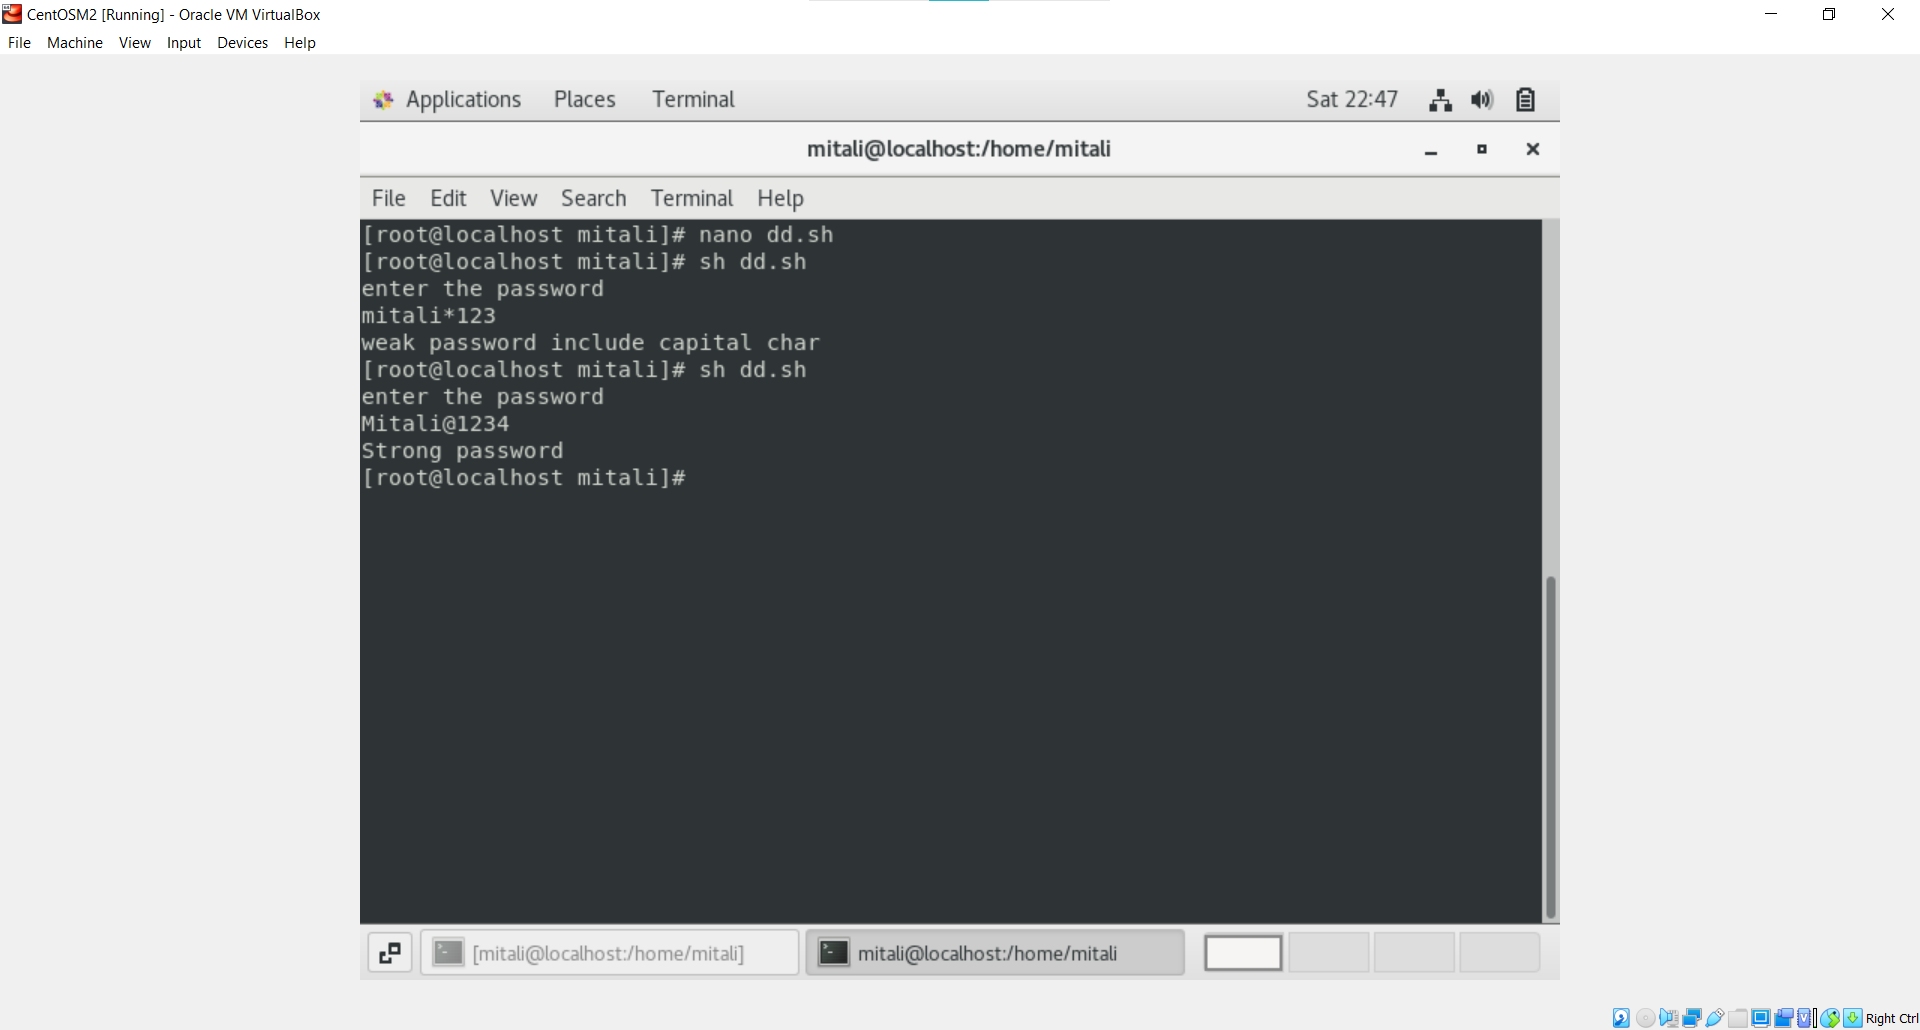 CentOSM2 [Running] - Oracle VM VirtualBox
File Machine View Input Devices Help
Applications Places Terminal Sat 22:47
mitali@localhost:/home/mitali
File Edit View Search Terminal Help
[root@localhost mitali]# nano dd.sh
[root@localhost mitali]# sh dd.sh
enter the password
mitali*123
weak password include capital char
[root@localhost mitali]# sh dd.sh
enter the password
Mitali@1234
Strong password
[root@localhost mitali]#
[mitali@localhost:/home/mitali] mitali@localhost:/home/mitali
Right Ctrl